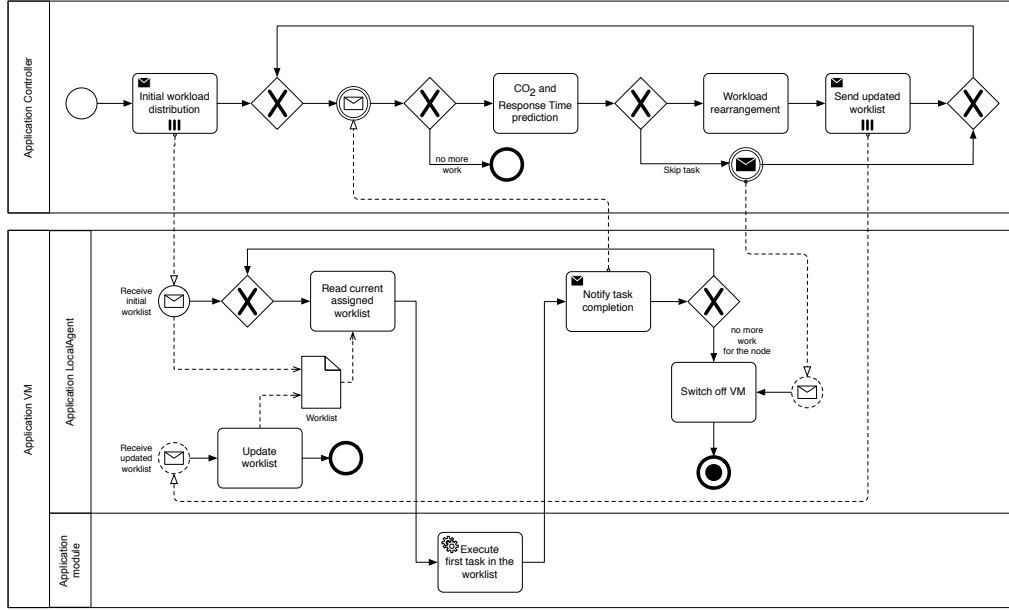 Application Controller
Initial workload
distribution
CO2 and
Response Time
prediction
Workload
rearrangement
Send updated
worklist
no more
work
Skip task
Application VM
Application LocalAgent
Receive
initial
worklist
Read current
assigned
worklist
Notify task
completion
no more
work
for the node
Worklist
Switch off VM
Receive
updated
worklist
Update
worklist
Application
module
Execute
first task in the
worklist